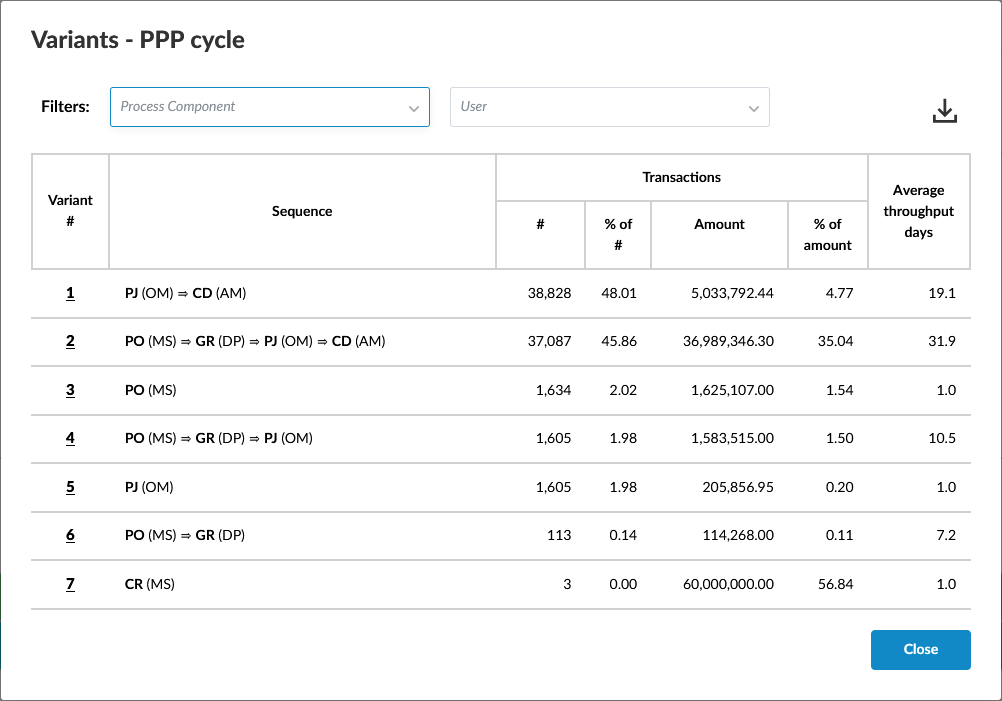 Variants - PPP cycle
Filters: Process Component User
Variant # Sequence Transactions Average throughput days
# % of # Amount % of amount
1 PJ (OM) ⇒ CD (AM) 38,828 48.01 5,033,792.44 4.77 19.1
2 PO (MS) ⇒ GR (DP) ⇒ PJ (OM) ⇒ CD (AM) 37,087 45.86 36,989,346.30 35.04 31.9
3 PO (MS) 1,634 2.02 1,625,107.00 1.54 1.0
4 PO (MS) ⇒ GR (DP) ⇒ PJ (OM) 1,605 1.98 1,583,515.00 1.50 10.5
5 PJ (OM) 1,605 1.98 205,856.95 0.20 1.0
6 PO (MS) ⇒ GR (DP) 113 0.14 114,268.00 0.11 7.2
7 CR (MS) 3 0.00 60,000,000.00 56.84 1.0
Close